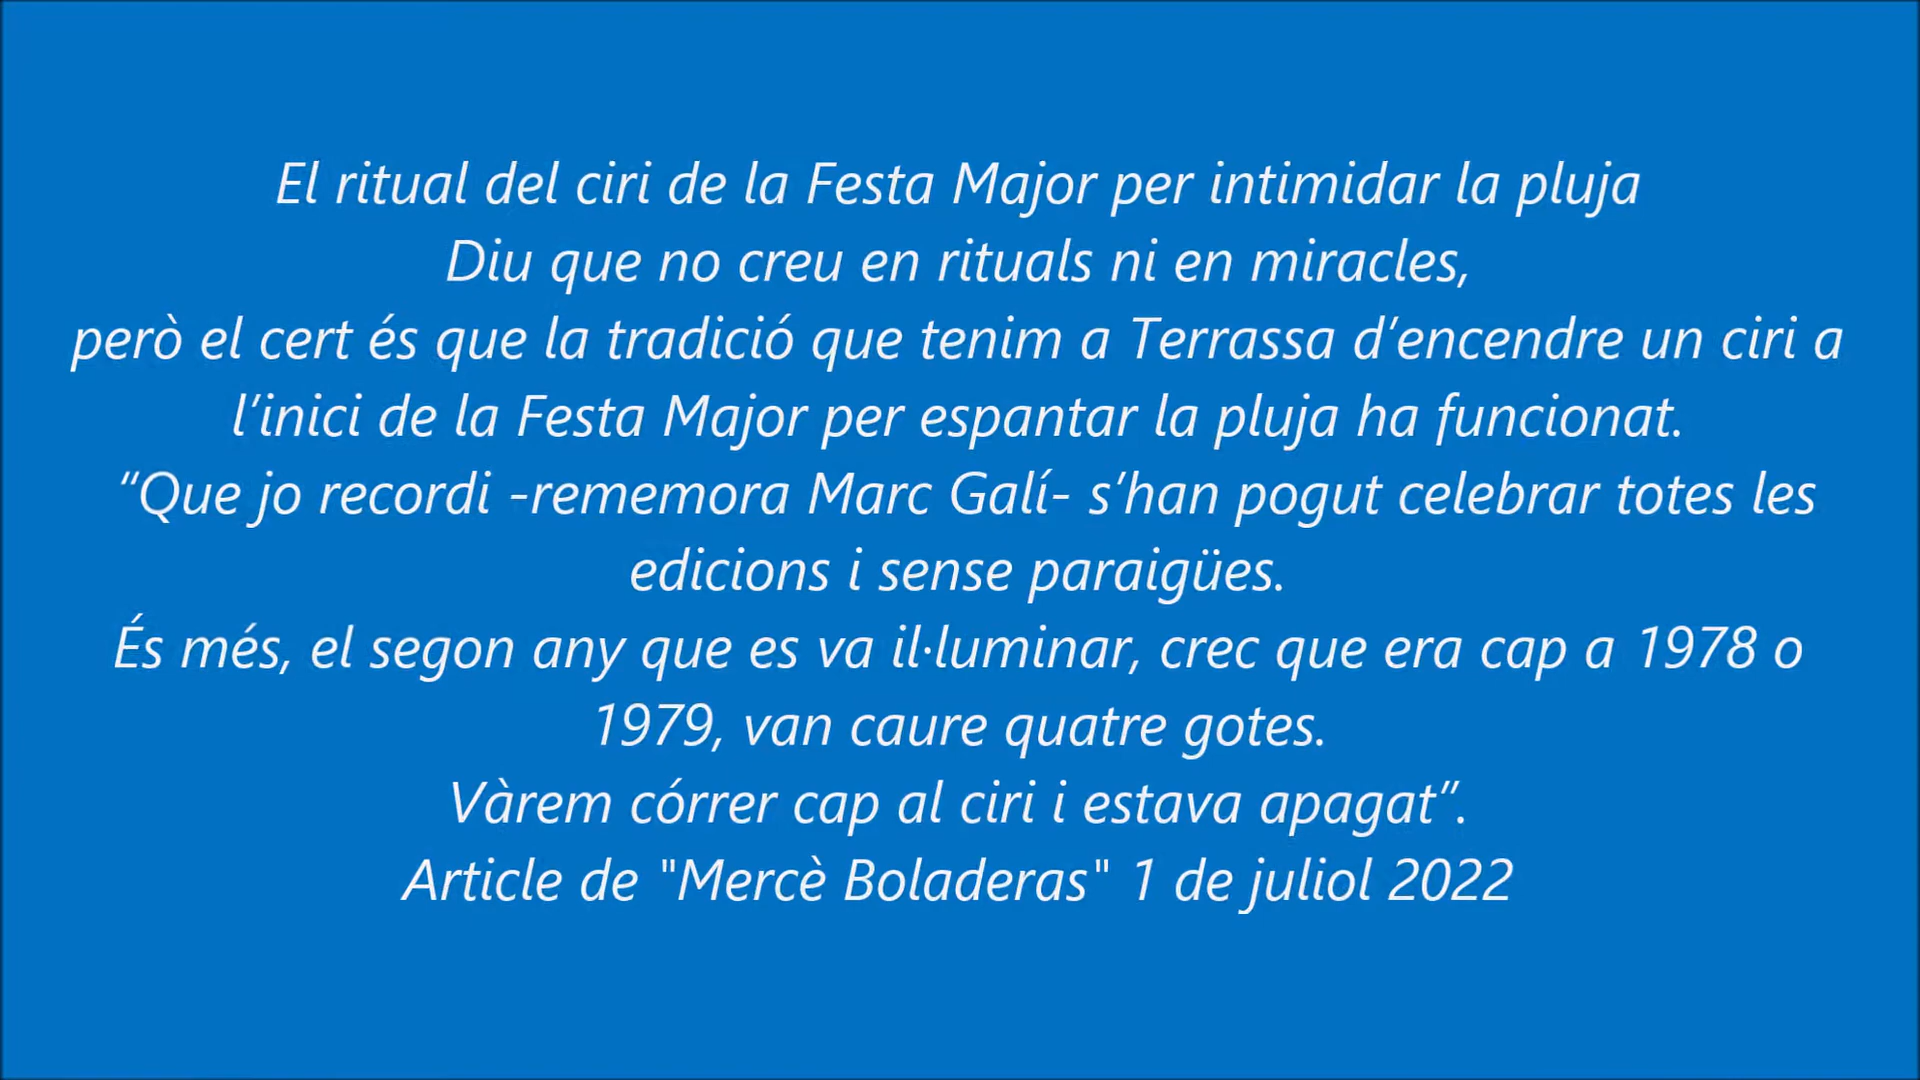 El ritual del ciri de la Festa Major per intimidar la pluja
Diu que no creu en rituals ni en miracles,
però el cert és que la tradició que tenim a Terrassa d’encendre un ciri a
l’inici de la Festa Major per espantar la pluja ha funcionat.
“Que jo recordi -rememora Marc Galí- s’han pogut celebrar totes les
edicions i sense paraigües.
És més, el segon any que es va il·luminar, crec que era cap a 1978 o
1979, van caure quatre gotes.
Vàrem córrer cap al ciri i estava apagat”.
Article de "Mercè Boladeras" 1 de juliol 2022